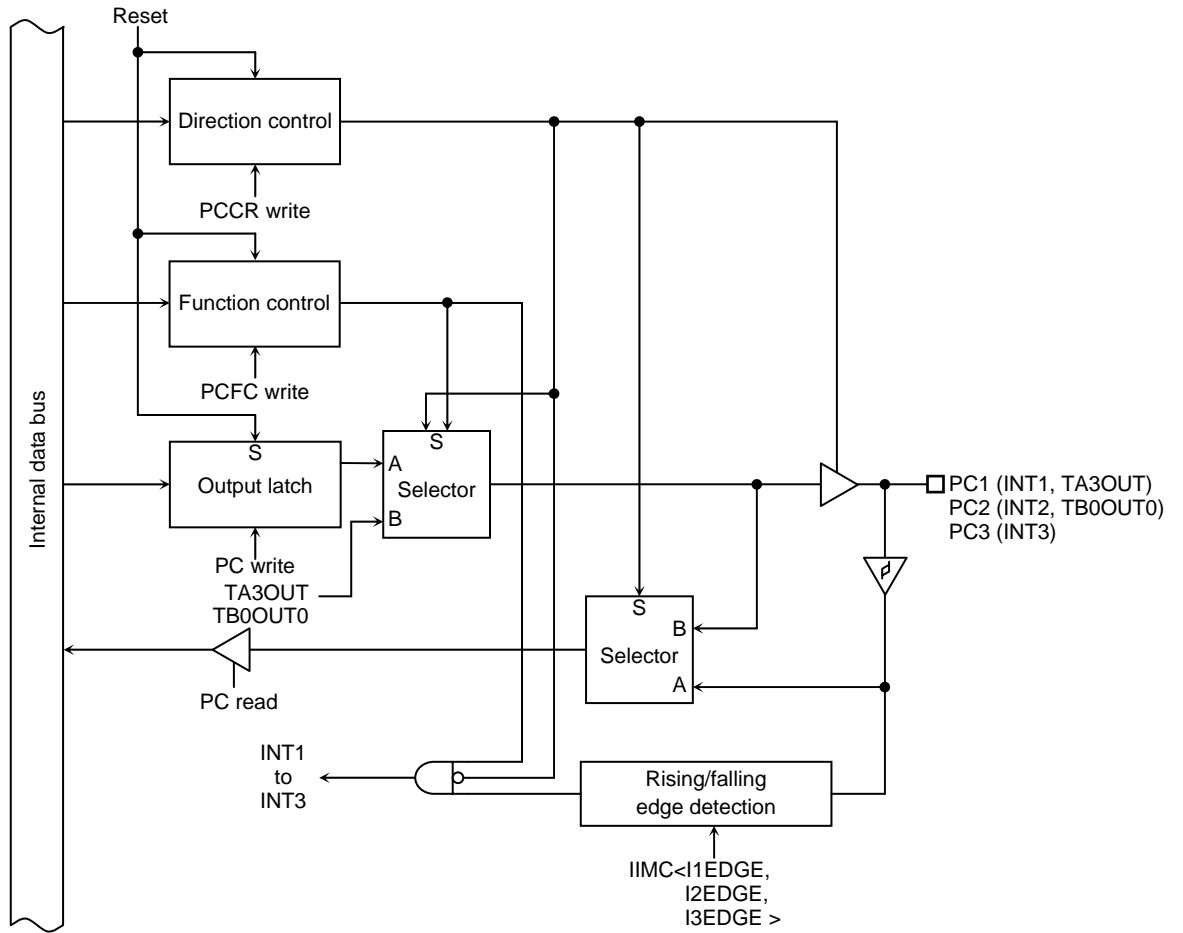 Reset
Direction control
PCCR write
Function control
PCFC write
Internal data bus
S
Output latch
PC write
S
A
Selector
B
TA3OUT
TB0OUT0
PC1 (INT1, TA3OUT)
PC2 (INT2, TB0OUT0)
PC3 (INT3)
S
B
Selector
A
PC read
INT1
to
INT3
Rising/falling
edge detection
IIMC<I1EDGE,
I2EDGE,
I3EDGE >